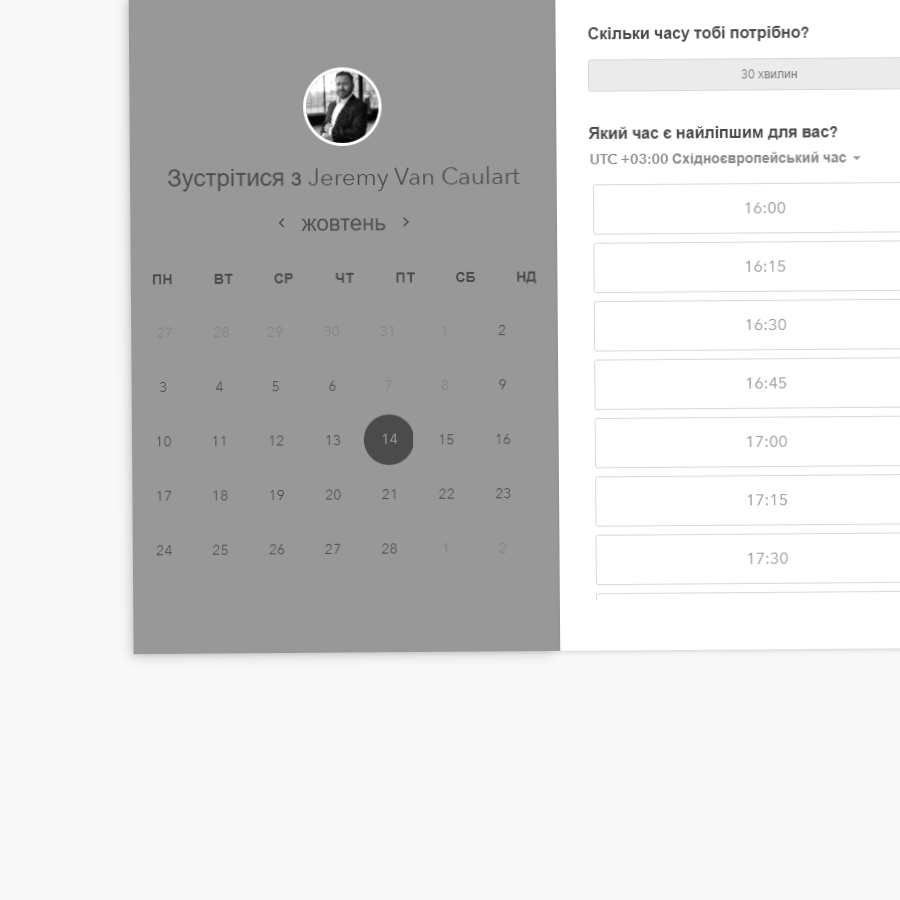 Зустрітися з Jeremy Van Caulart
‹ жовтень ›
ПН ВТ СР ЧТ ПТ СБ НД
27 28 29 30 31 1 2
3 4 5 6 7 8 9
10 11 12 13 14 15 16
17 18 19 20 21 22 23
24 25 26 27 28 1 2
Скільки часу тобі потрібно?
30 хвилин
Який час є найліпшим для вас?
UTC +03:00 Східноєвропейський час
16:00
16:15
16:30
16:45
17:00
17:15
17:30